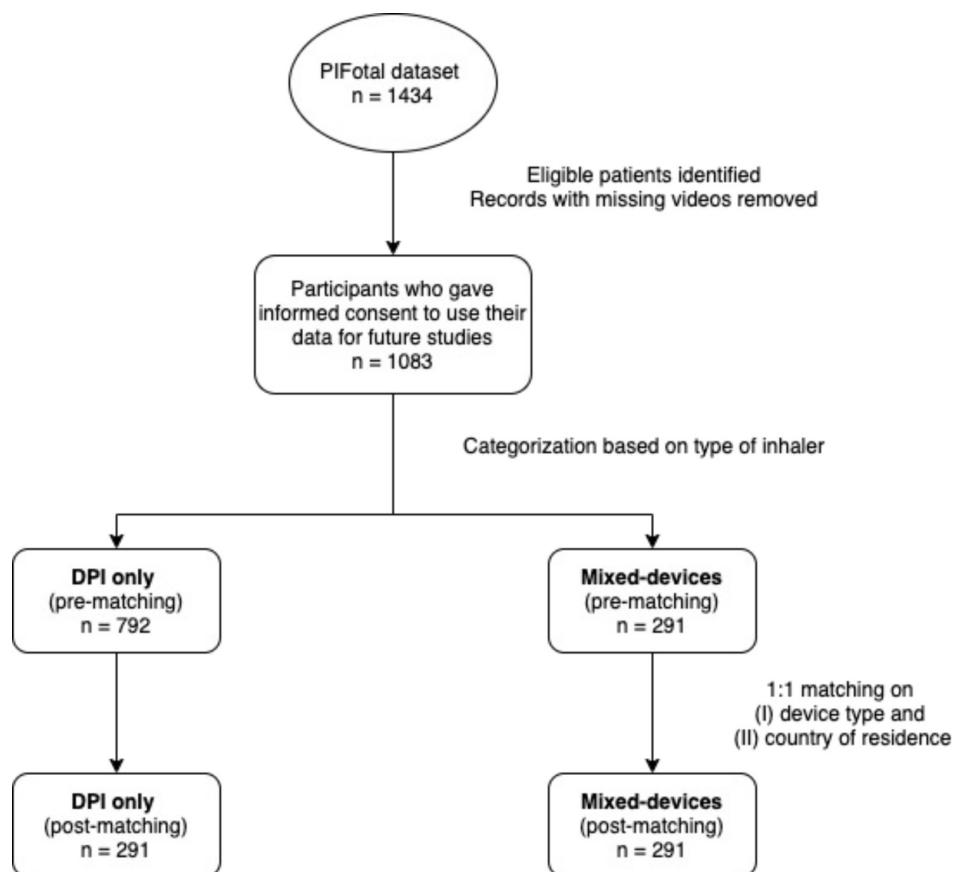 PIFotal dataset
n = 1434
Eligible patients identified
Records with missing videos removed
Participants who gave
informed consent to use their
data for future studies
n = 1083
Categorization based on type of inhaler
DPI only
(pre-matching)
n = 792
Mixed-devices
(pre-matching)
n = 291
1:1 matching on
(I) device type and
(II) country of residence
DPI only
(post-matching)
n = 291
Mixed-devices
(post-matching)
n = 291